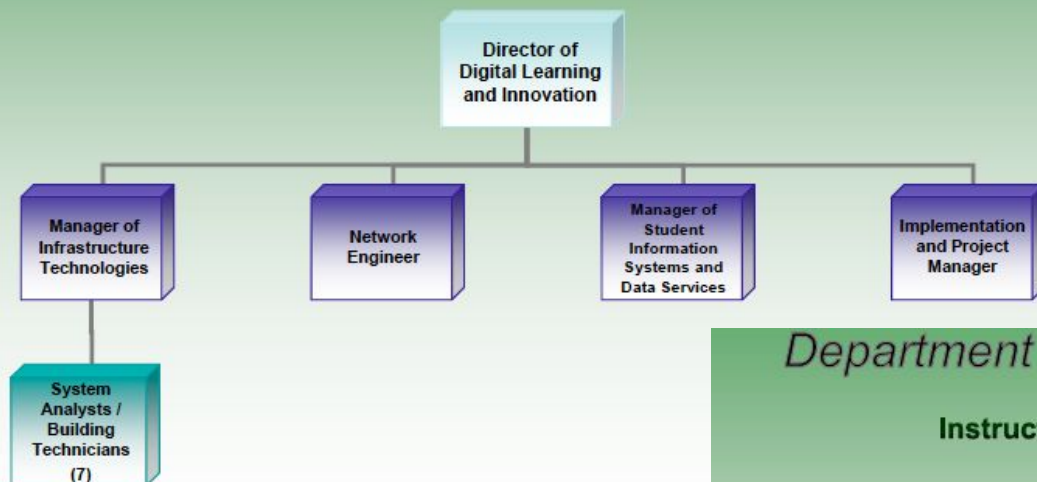 Director of
Digital Learning
and Innovation
Manager of
Infrastructure
Technologies
Network
Engineer
Manager of
Student
Information
Systems and
Data Services
Implementation
and Project
Manager
System
Analysts /
Building
Technicians
(7)
Department
Instruc